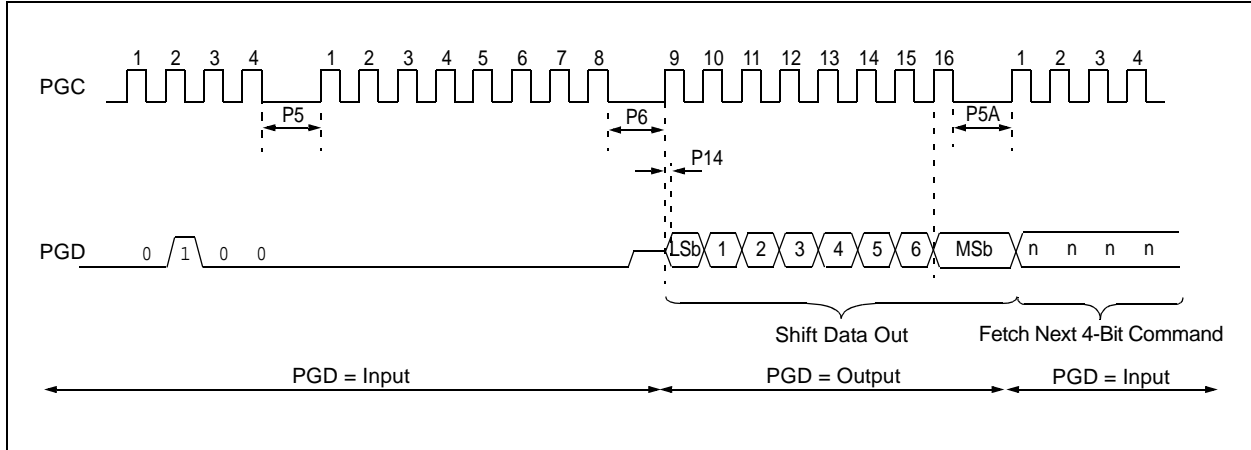 1 2 3 4 1 2 3 4 5 6 7 8 9 10 11 12 13 14 15 16 1 2 3 4
PGC
P5 P6 P5A
P14
PGD 0 1 0 0 LSb 1 2 3 4 5 6 MSb n n n n
Shift Data Out Fetch Next 4-Bit Command
PGD = Input PGD = Output PGD = Input